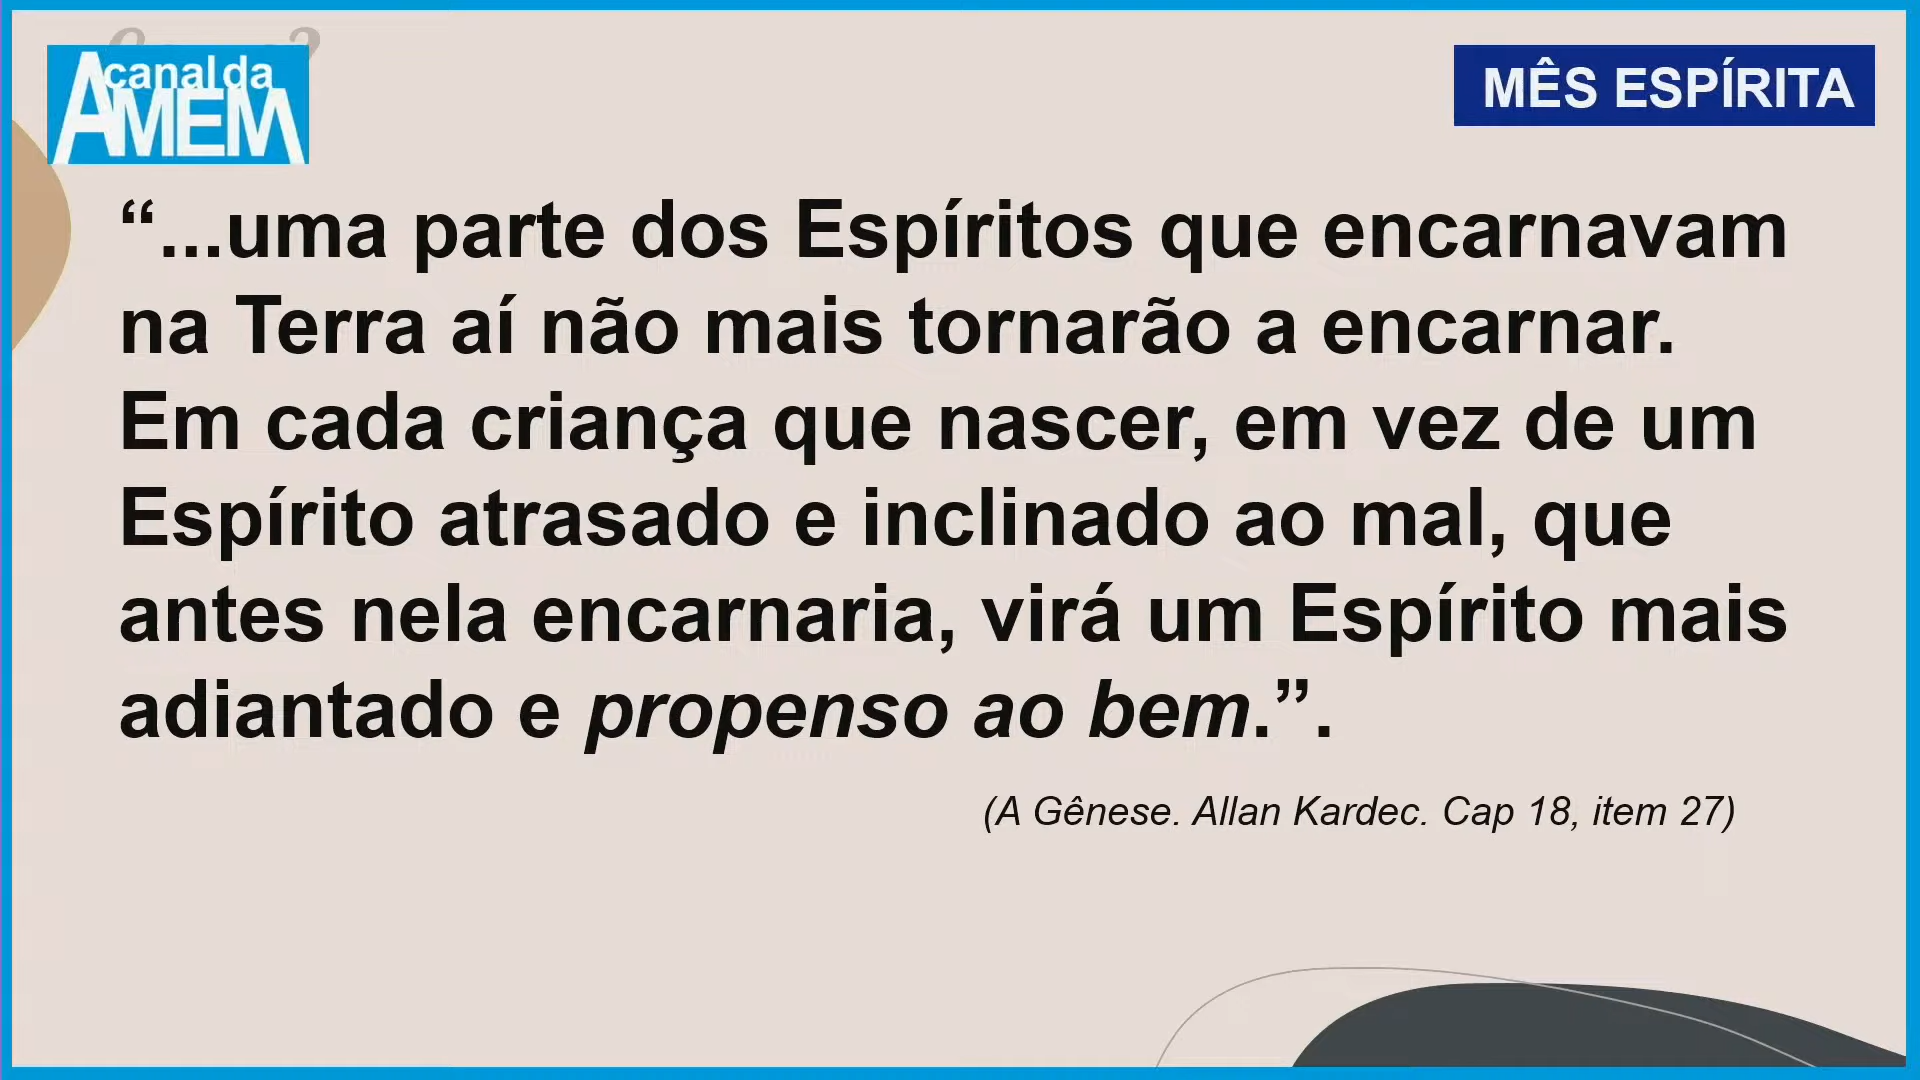 canal da
AMEM
MÊS ESPÍRITA
“...uma parte dos Espíritos que encarnavam
na Terra aí não mais tornarão a encarnar.
Em cada criança que nascer, em vez de um
Espírito atrasado e inclinado ao mal, que
antes nela encarnaria, virá um Espírito mais
adiantado e propenso ao bem.”.
(A Gênese. Allan Kardec. Cap 18, item 27)